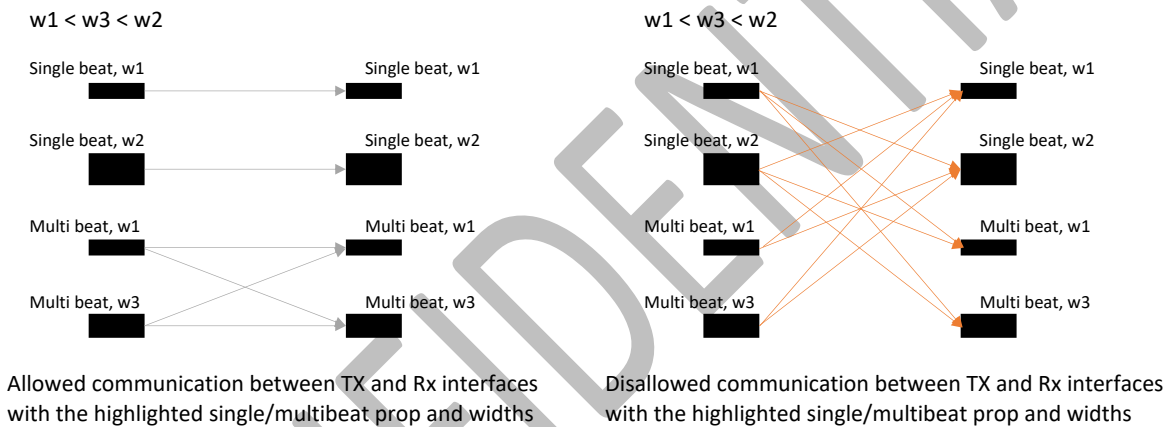 w1 < w3 < w2
Single beat, w1
Single beat, w1
Single beat, w2
Single beat, w2
Multi beat, w1
Multi beat, w1
Multi beat, w3
Multi beat, w3
Allowed communication between TX and Rx interfaces
with the highlighted single/multibeat prop and widths
w1 < w3 < w2
Single beat, w1
Single beat, w1
Single beat, w2
Single beat, w2
Multi beat, w1
Multi beat, w1
Multi beat, w3
Multi beat, w3
Disallowed communication between TX and Rx interfaces
with the highlighted single/multibeat prop and widths